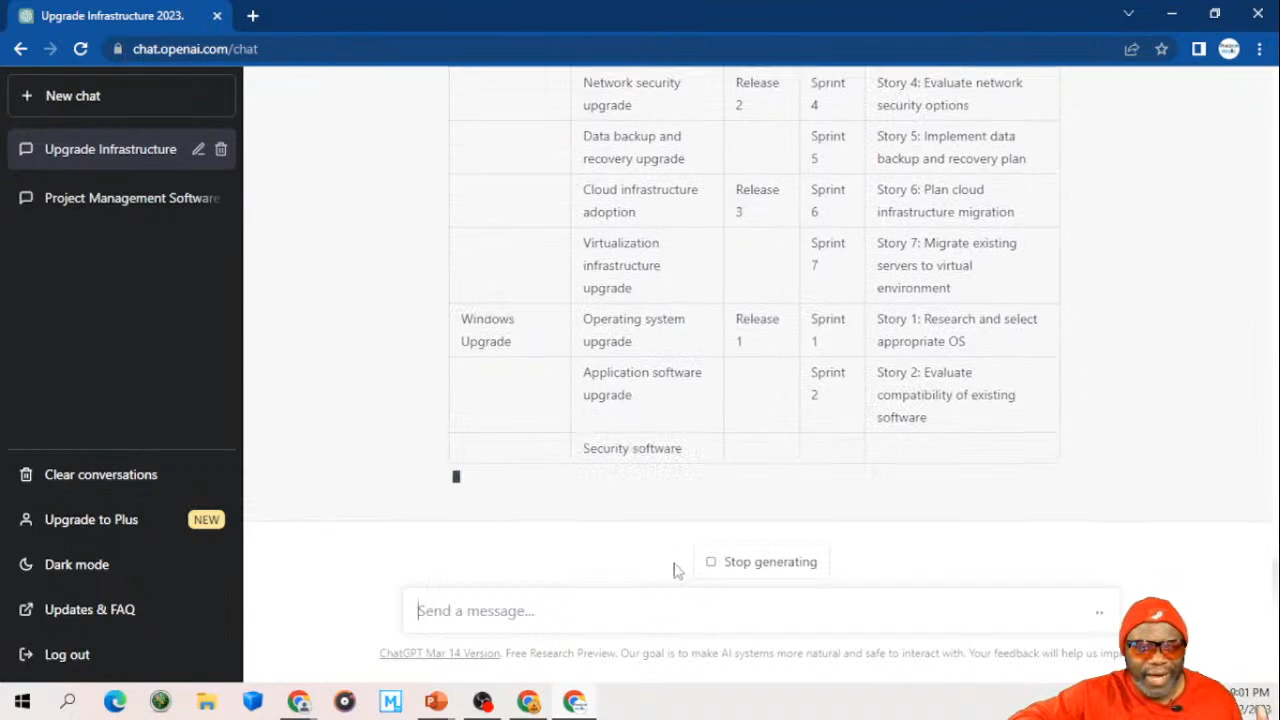 Upgrade Infrastructure 2023.
chat.openai.com/chat
New chat
Upgrade Infrastructure
Project Management Software
Clear conversations
Upgrade to Plus
NEW
Dark mode
Updates & FAQ
Log out
Network security
upgrade
Release
2
Sprint
4
Story 4: Evaluate network
security options
Data backup and
recovery upgrade
Sprint
5
Story 5: Implement data
backup and recovery plan
Cloud infrastructure
adoption
Release
3
Sprint
6
Story 6: Plan cloud
infrastructure migration
Virtualization
infrastructure
upgrade
Sprint
7
Story 7: Migrate existing
servers to virtual
environment
Windows
Upgrade
Operating system
upgrade
Release
1
Sprint
1
Story 1: Research and select
appropriate OS
Application software
upgrade
Sprint
2
Story 2: Evaluate
compatibility of existing
software
Security software
Stop generating
Send a message...
ChatGPT Mar 14 Version. Free Research Preview. Our goal is to make AI systems more natural and safe to interact with. Your feedback will help us